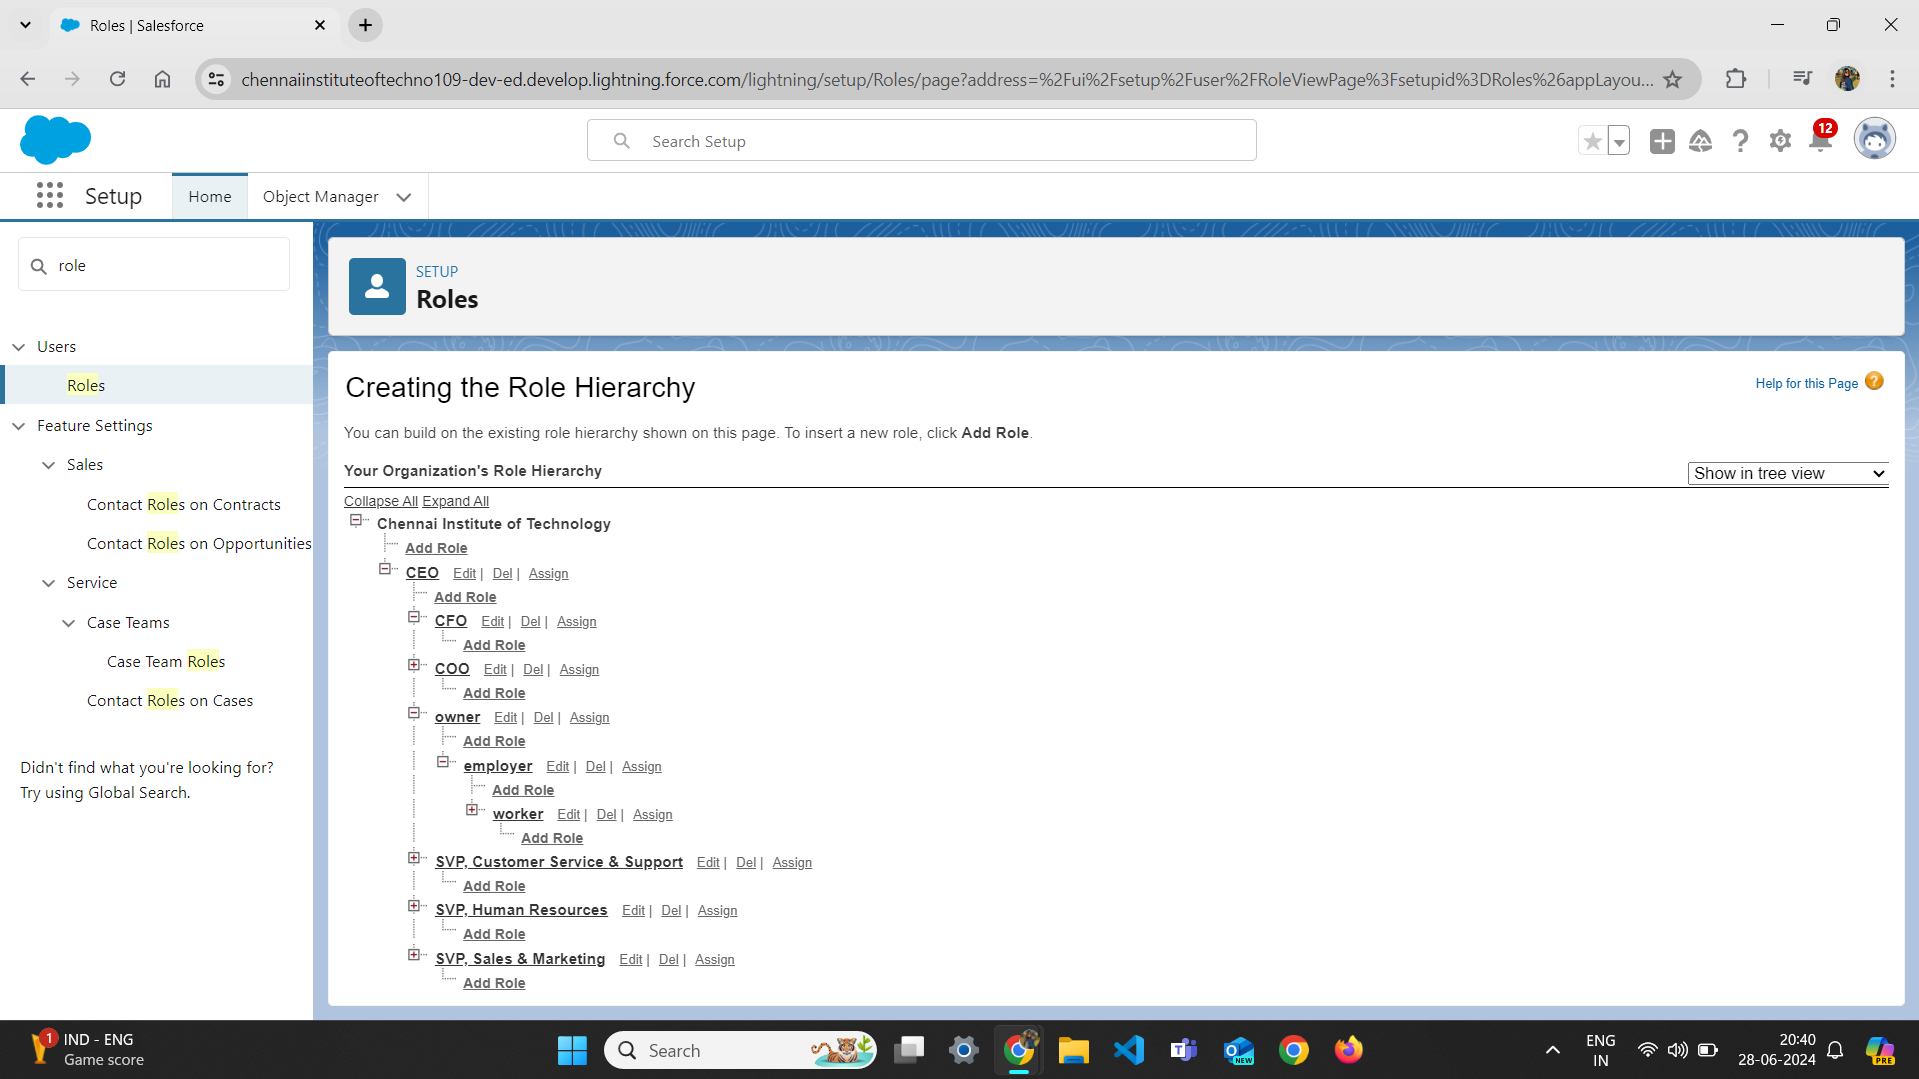 Roles | Salesforce
chennaiinstituteoftechno109-dev-ed.develop.lightning.force.com/lightning/setup/Roles/page?address=%2Fui%2Fsetup%2Fuser%2FRoleViewPage%3Fsetupid%3DRoles%26appLayou...
Search Setup
12
Setup
Home
Object Manager
role
Users
Roles
Feature Settings
Sales
Contact Roles on Contracts
Contact Roles on Opportunities
Service
Case Teams
Case Team Roles
Contact Roles on Cases
Didn't find what you're looking for?
Try using Global Search.
SETUP
Roles
Creating the Role Hierarchy
Help for this Page ?
You can build on the existing role hierarchy shown on this page. To insert a new role, click Add Role.
Your Organization's Role Hierarchy
Show in tree view
Collapse All Expand All
Chennai Institute of Technology
Add Role
CEO Edit | Del | Assign
Add Role
CFO Edit | Del | Assign
Add Role
COO Edit | Del | Assign
Add Role
owner Edit | Del | Assign
Add Role
employer Edit | Del | Assign
Add Role
worker Edit | Del | Assign
Add Role
SVP, Customer Service & Support Edit | Del | Assign
Add Role
SVP, Human Resources Edit | Del | Assign
Add Role
SVP, Sales & Marketing Edit | Del | Assign
Add Role
1
IND - ENG
Game score
Search
NEW
ENG
IN
20:40
28-06-2024
PRE